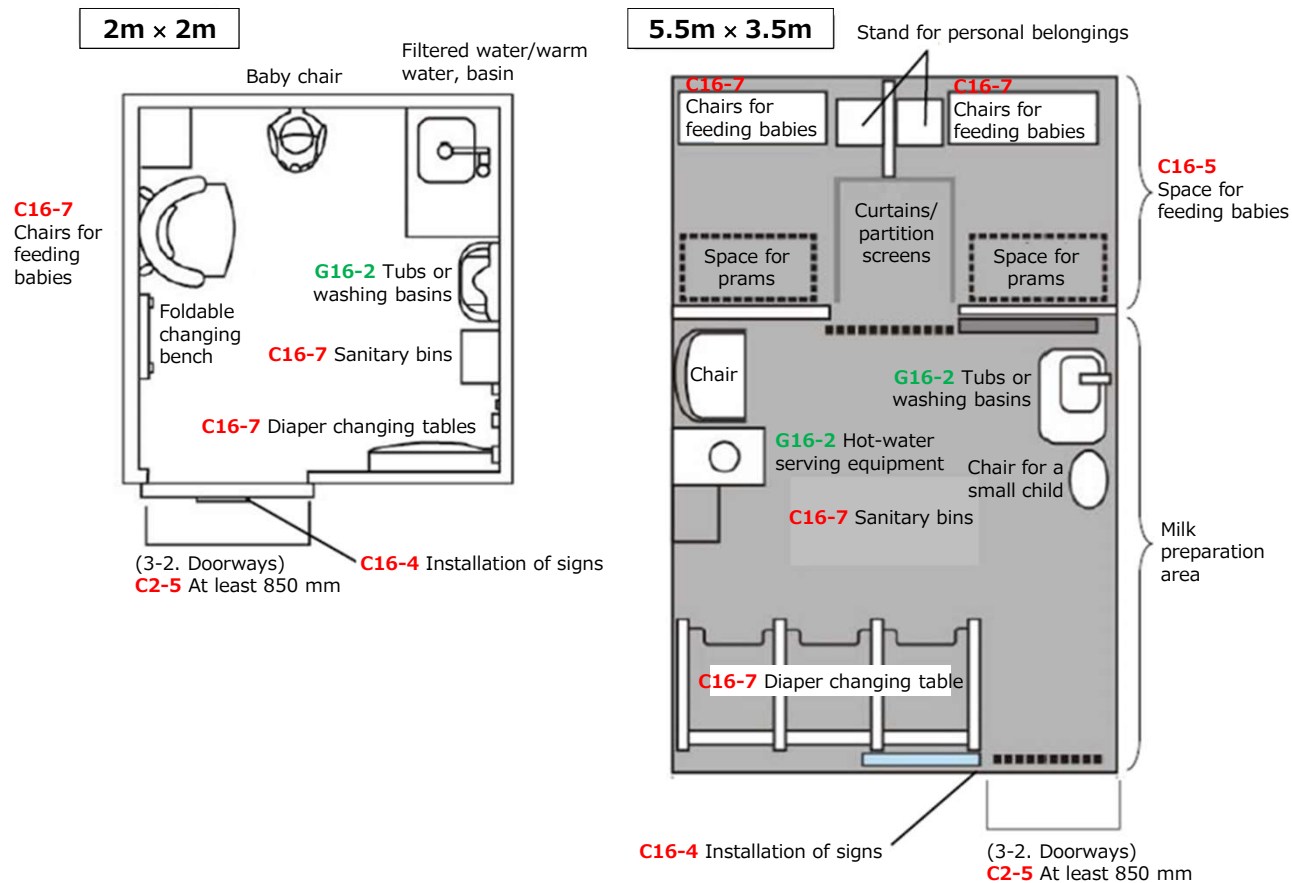 2m × 2m
Baby chair
Filtered water/warm
water, basin
C16-7
Chairs for
feeding
babies
G16-2 Tubs or
washing basins
Foldable
changing
bench
C16-7 Sanitary bins
C16-7 Diaper changing tables
(3-2. Doorways)
C2-5 At least 850 mm
C16-4 Installation of signs
5.5m × 3.5m
Stand for personal belongings
C16-7
Chairs for
feeding babies
C16-7
Chairs for
feeding babies
C16-5
Space for
feeding babies
Curtains/
partition
screens
Space for
prams
Space for
prams
Chair
G16-2 Tubs or
washing basins
G16-2 Hot-water
serving equipment
Chair for a
small child
C16-7 Sanitary bins
Milk
preparation
area
C16-7 Diaper changing table
C16-4 Installation of signs
(3-2. Doorways)
C2-5 At least 850 mm